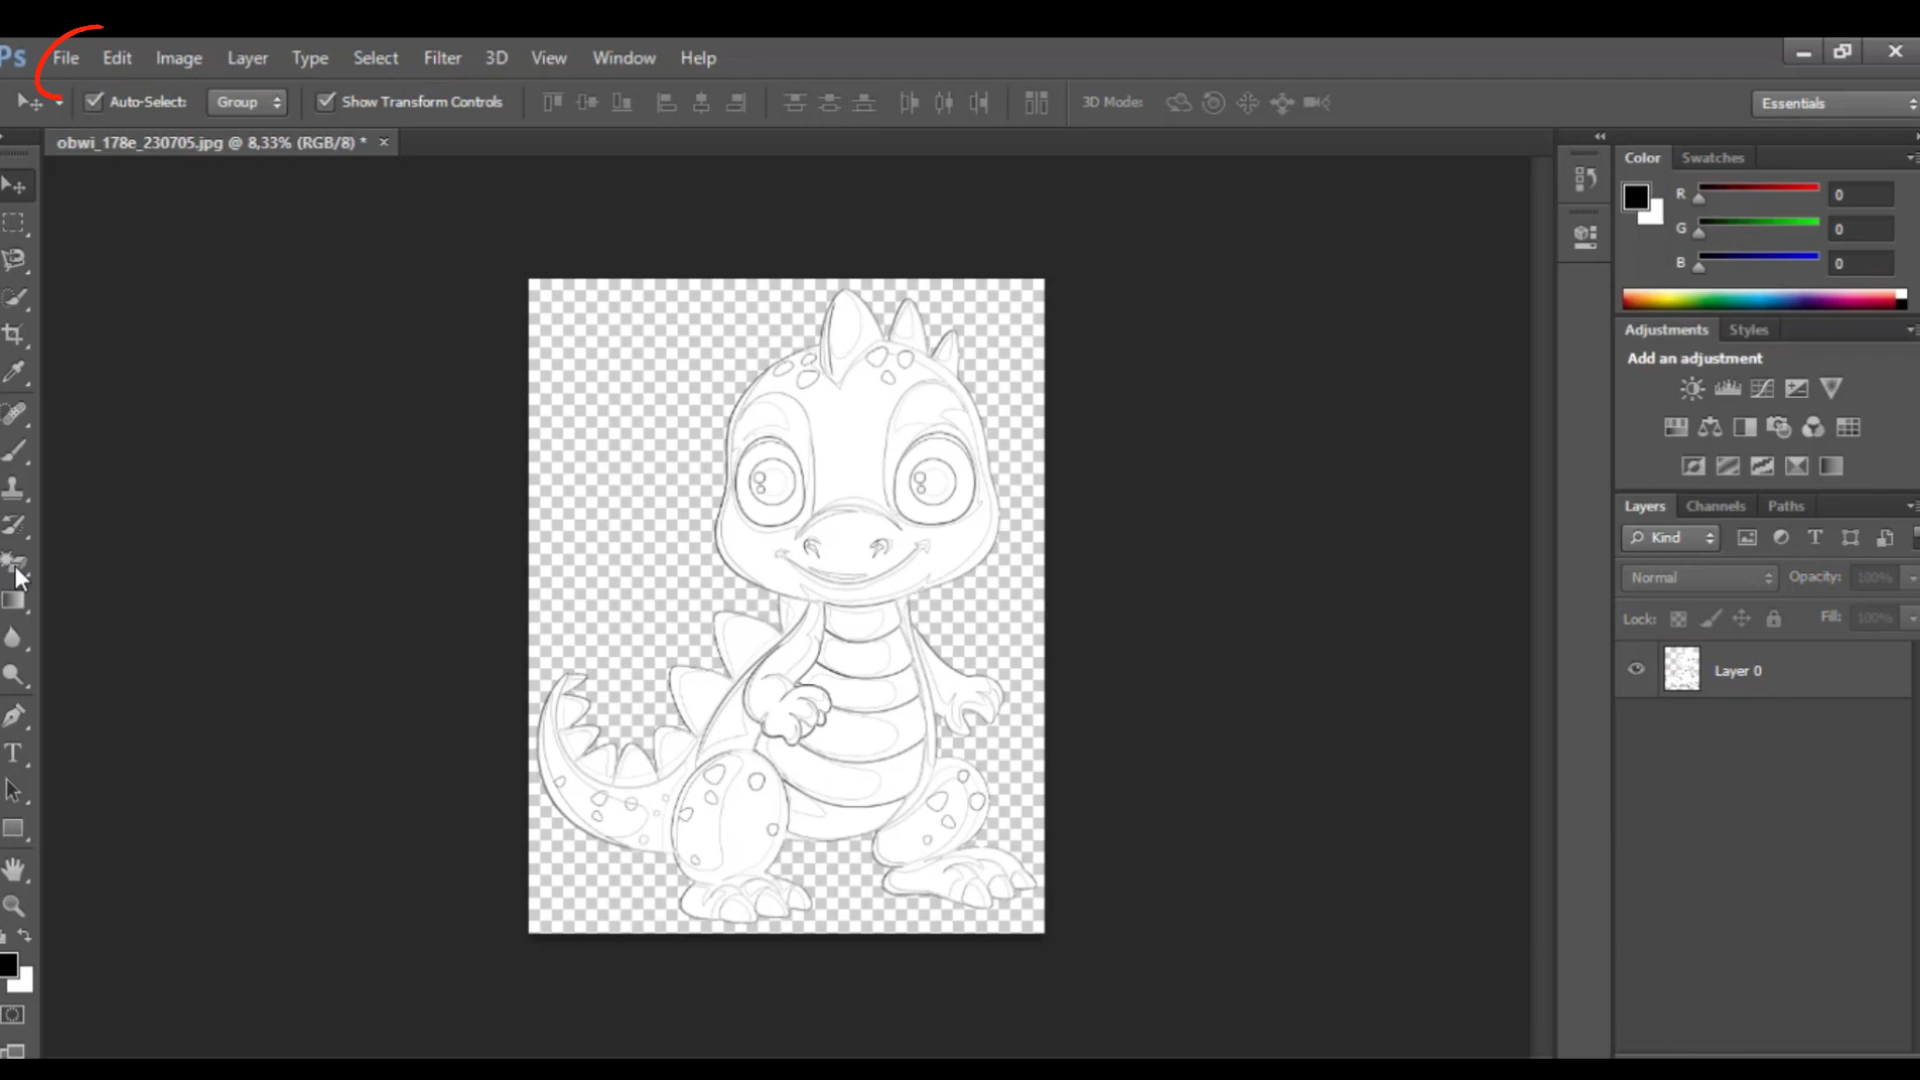 Ps File Edit Image Layer Type Select Filter 3D View Window Help
Auto-Select: Group Show Transform Controls 3D Mode: Essentials
obwi_178e_230705.jpg @ 8,33% (RGB/8) * ×
Color Swatches
R 0
G 0
B 0
Adjustments Styles
Add an adjustment
Layers Channels Paths
Kind
Normal Opacity: 100%
Lock: Fill: 100%
Layer 0